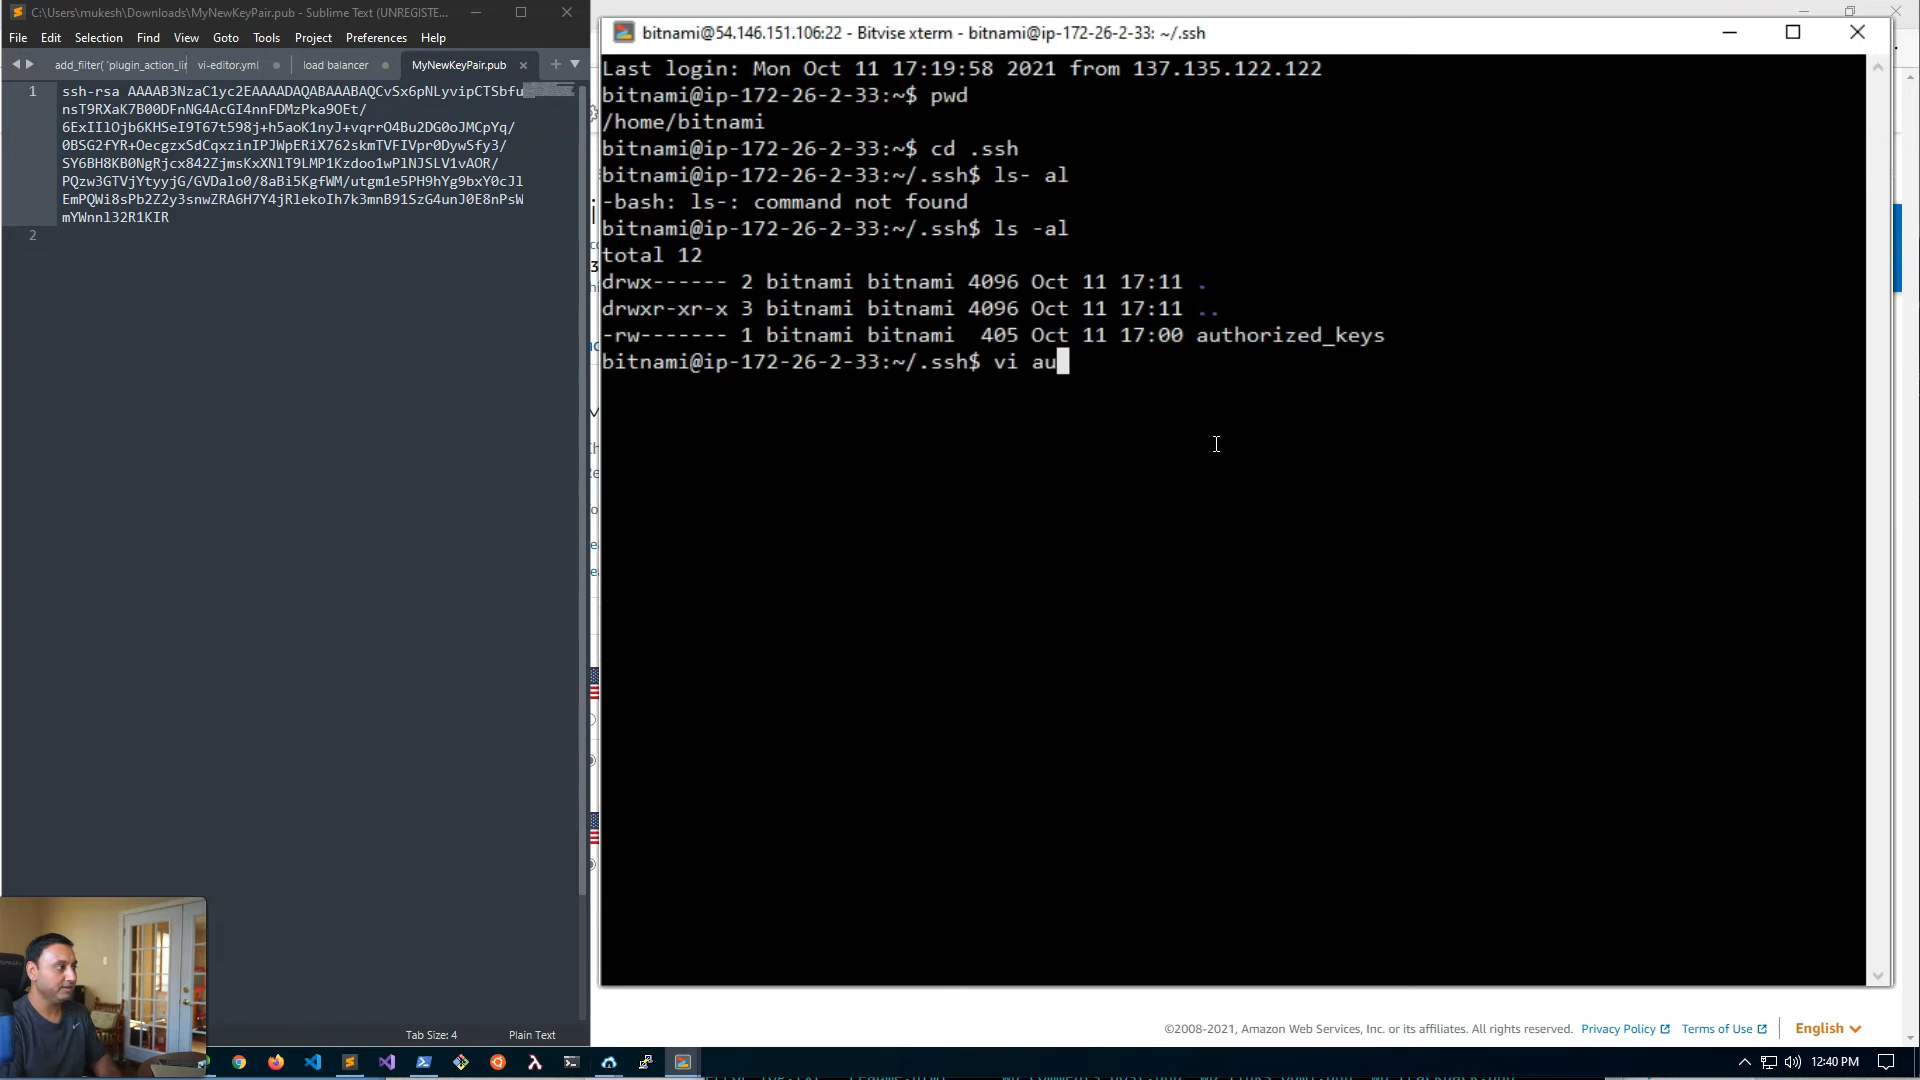 C:\Users\mukesh\Downloads\MyNewKeyPair.pub - Sublime Text (UNREGISTE...
File Edit Selection Find View Goto Tools Project Preferences Help
add_filter( 'plugin_action_lin vi-editor.yml load balancer MyNewKeyPair.pub
1 ssh-rsa AAAAB3NzaC1yc2EAAAADAQABAAABAQCvSx6pNLyvipCTSbfu
nsT9RXaK7B00DFnNG4AcGI4nnFDMzPka9OEt/
6ExIIlOjb6KHSeI9T67t598j+h5aoK1nyJ+vqrrO4Bu2DG0oJMCpYq/
0BSG2fYR+OecgzxSdCqxzinIPJWpERiX762skmTVFIVpr0DywSfy3/
SY6BH8KB0NgRjcx842ZjmsKxXNlT9LMP1Kzdoo1wPlNJSLV1vAOR/
PQzw3GTVjYtyyjG/GVDalo0/8aBi5KgfWM/utgm1e5PH9hYg9bxY0cJl
EmPQWi8sPb2Z2y3snwZRA6H7Y4jRlekoIh7k3mnB91SzG4unJ0E8nPsW
mYWnnl32R1KIR
2
Tab Size: 4 Plain Text
bitnami@54.146.151.106:22 - Bitvise xterm - bitnami@ip-172-26-2-33: ~/.ssh
Last login: Mon Oct 11 17:19:58 2021 from 137.135.122.122
bitnami@ip-172-26-2-33:~$ pwd
/home/bitnami
bitnami@ip-172-26-2-33:~$ cd .ssh
bitnami@ip-172-26-2-33:~/.ssh$ ls- al
-bash: ls-: command not found
bitnami@ip-172-26-2-33:~/.ssh$ ls -al
total 12
drwx------ 2 bitnami bitnami 4096 Oct 11 17:11 .
drwxr-xr-x 3 bitnami bitnami 4096 Oct 11 17:11 ..
-rw------- 1 bitnami bitnami  405 Oct 11 17:00 authorized_keys
bitnami@ip-172-26-2-33:~/.ssh$ vi au
©2008-2021, Amazon Web Services, Inc. or its affiliates. All rights reserved. Privacy Policy Terms of Use English
12:40 PM